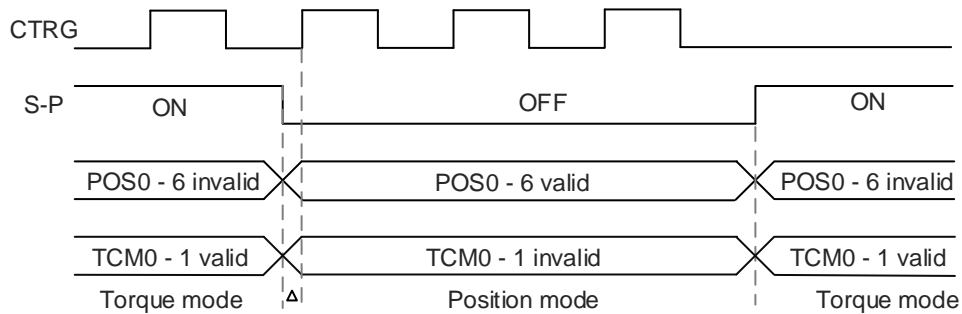 CTRG
S-P ON OFF ON
POS0 - 6 invalid POS0 - 6 valid POS0 - 6 invalid
TCM0 - 1 valid TCM0 - 1 invalid TCM0 - 1 valid
Torque mode Δ Position mode Torque mode